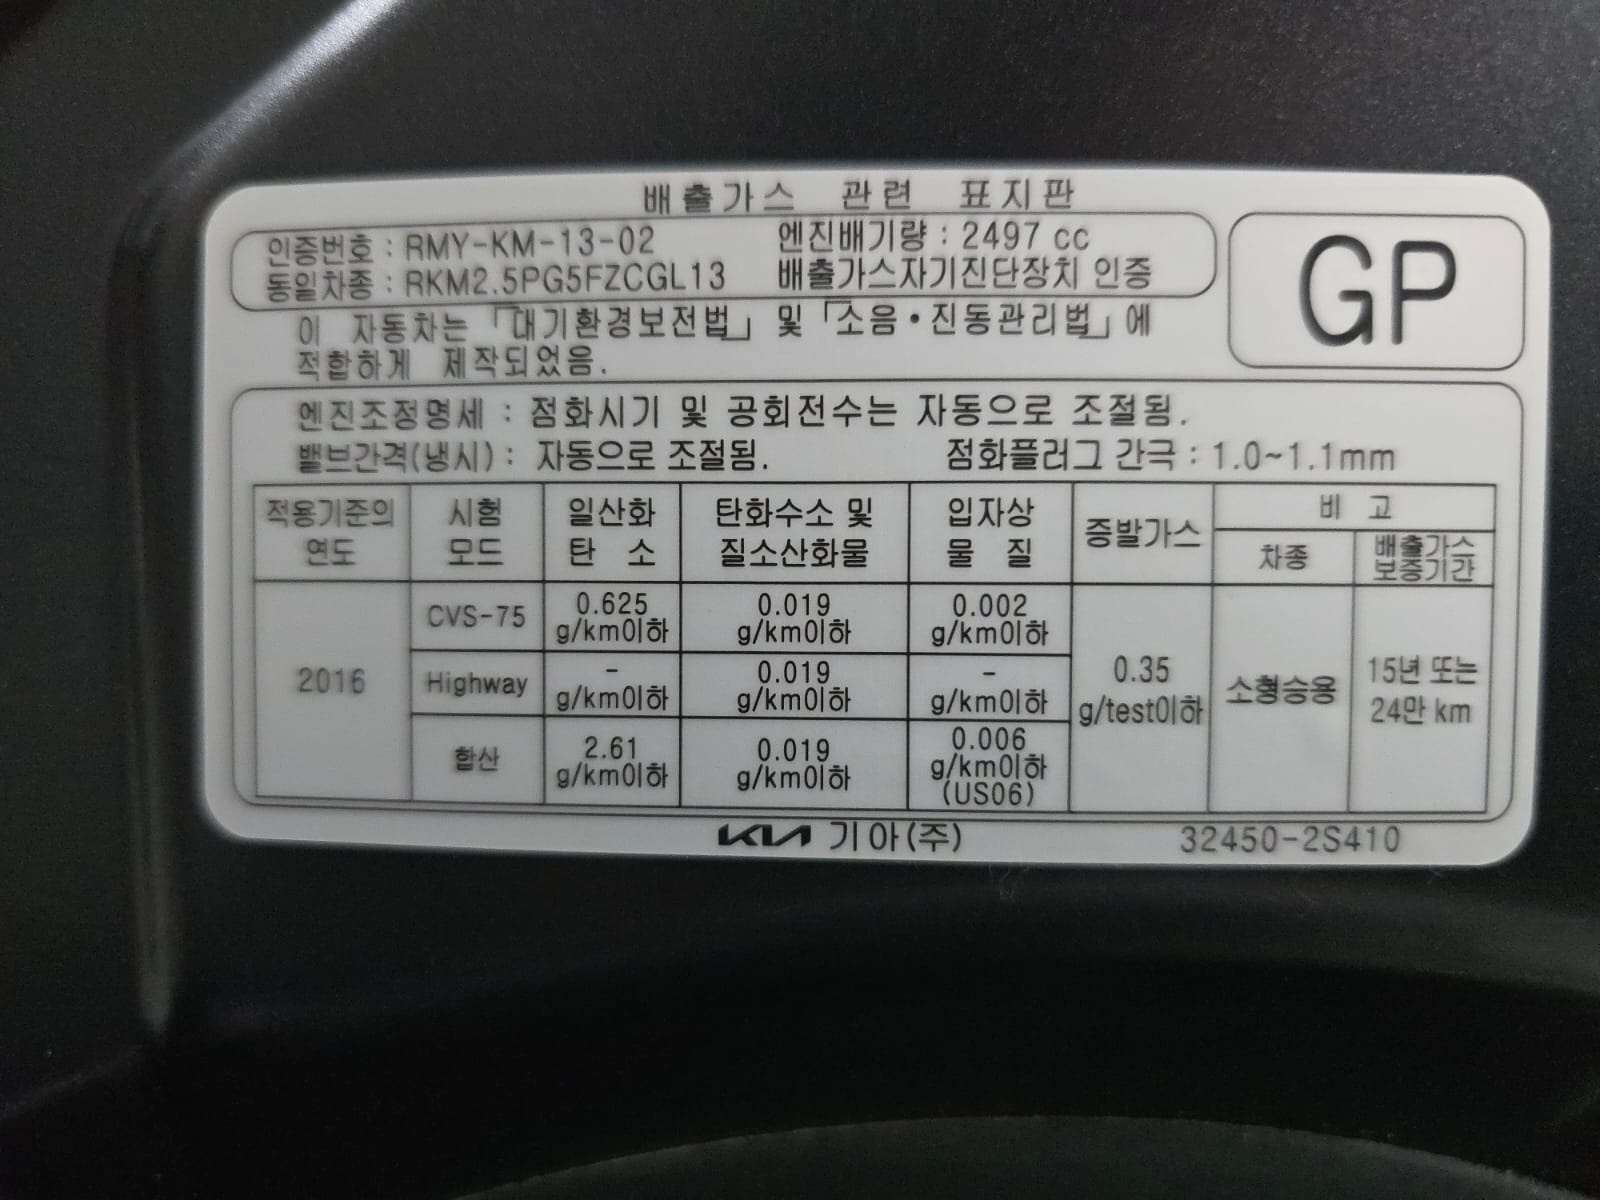 배출가스 관련 표지판
인증번호 : RMY-KM-13-02 엔진배기량 : 2497 cc
동일차종 : RKM2.5PG5FZCGL13 배출가스자기진단장치 인증
GP
이 자동차는 「대기환경보전법」 및 「소음·진동관리법」에
적합하게 제작되었음.
엔진조정명세 : 점화시기 및 공회전수는 자동으로 조절됨.
밸브간격(냉시) : 자동으로 조절됨. 점화플러그 간극 : 1.0~1.1mm
적용기준의 연도 시험 모드 일산화 탄소 탄화수소 및 질소산화물 입자상 물질 증발가스 비고
차종 배출가스 보증기간
2016 CVS-75 0.625 g/km이하 0.019 g/km이하 0.002 g/km이하 0.35 g/test이하 소형승용 15년 또는 24만 km
Highway - g/km이하 0.019 g/km이하 - g/km이하
합산 2.61 g/km이하 0.019 g/km이하 0.006 g/km이하 (US06)
KIA 기아(주) 32450-2S410